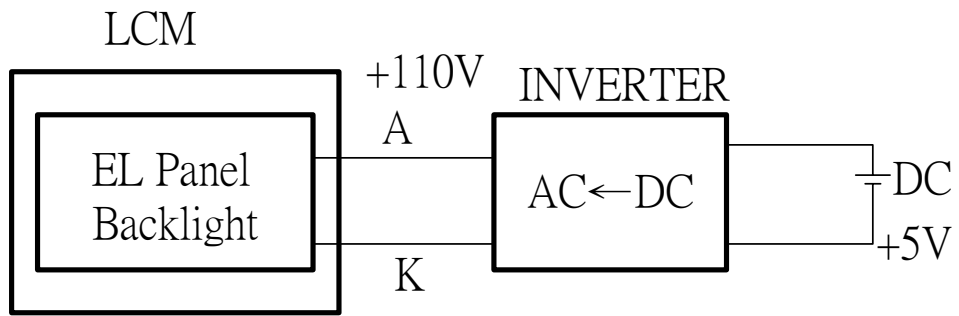 LCM
+110V
INVERTER
A
EL Panel
Backlight
AC←DC
DC
+5V
K